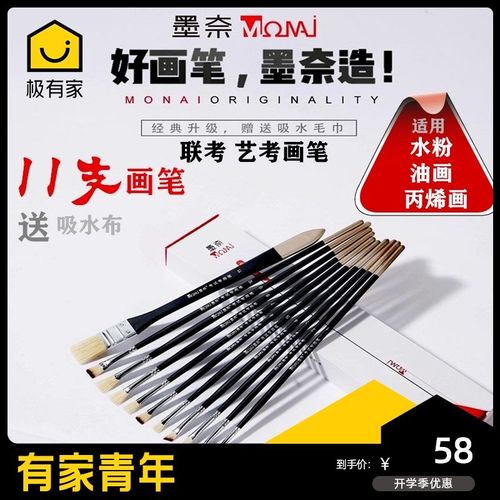 极有家
墨奈 MONAI
好画笔，墨奈造！
MONAIORIGINALITY
经典升级，赠送吸水毛巾
联考 艺考画笔
适用
水粉
油画
丙烯画
11支画笔
送 吸水布
墨奈
MONAI
MONAI
有家青年
到手价：¥ 58
开学季优惠